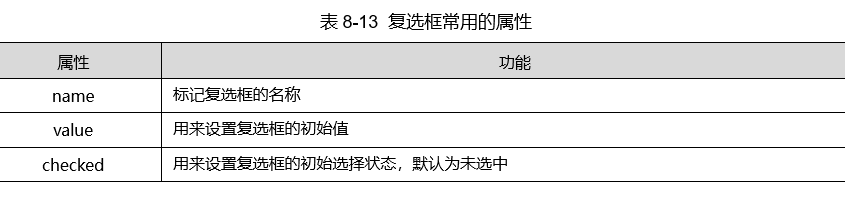 表 8-13 复选框常用的属性
属性 功能
name 标记复选框的名称
value 用来设置复选框的初始值
checked 用来设置复选框的初始选择状态，默认为未选中